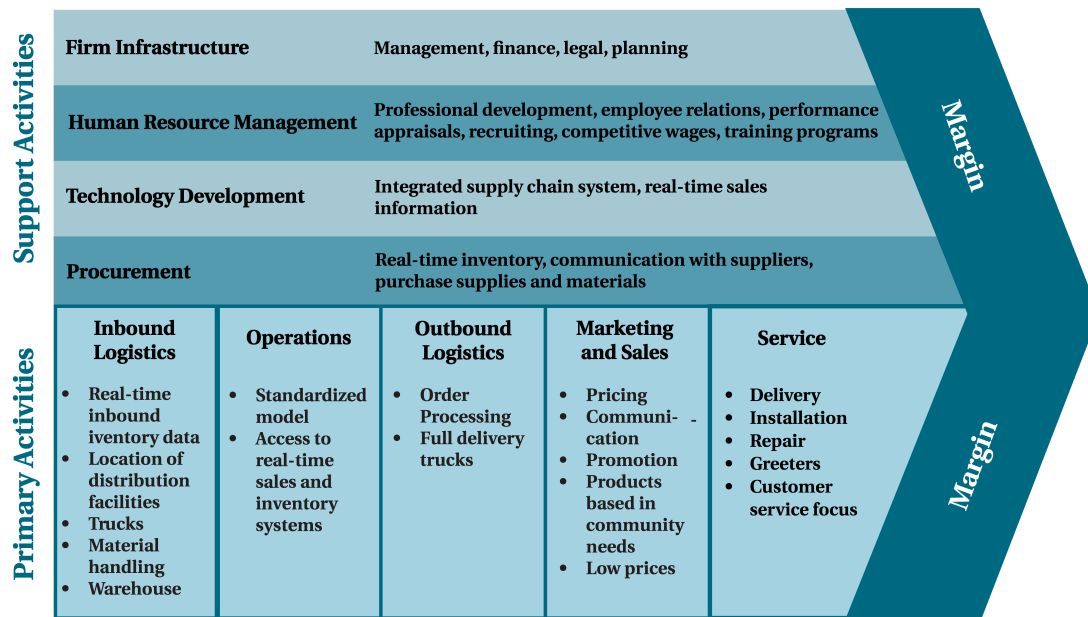 Support Activities
Firm Infrastructure
Management, finance, legal, planning
Human Resource Management
Professional development, employee relations, performance
appraisals, recruiting, competitive wages, training programs
Technology Development
Integrated supply chain system, real-time sales
information
Procurement
Real-time inventory, communication with suppliers,
purchase supplies and materials
Margin
Primary Activities
Inbound
Logistics
• Real-time
inbound
iventory data
• Location of
distribution
facilities
• Trucks
• Material
handling
• Warehouse
Operations
• Standardized
model
• Access to
real-time
sales and
inventory
systems
Outbound
Logistics
• Order
Processing
• Full delivery
trucks
Marketing
and Sales
• Pricing
• Communi- -
cation
• Promotion
• Products
based in
community
needs
• Low prices
Service
• Delivery
• Installation
• Repair
• Greeters
• Customer
service focus
Margin